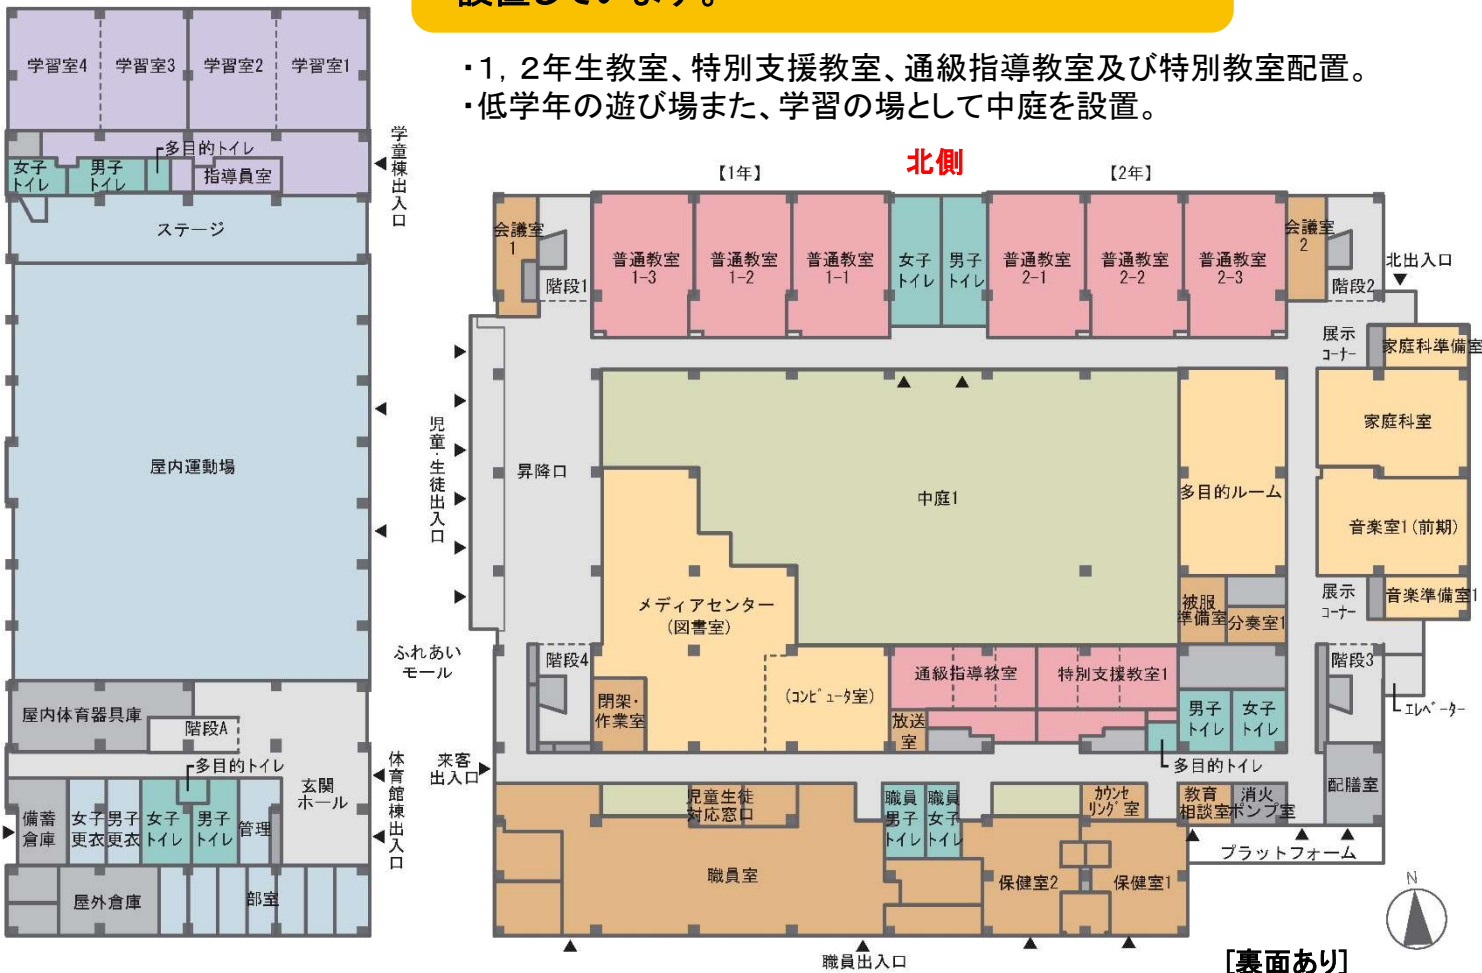 設置しています。
・1，2年生教室、特別支援教室、通級指導教室及び特別教室配置。
・低学年の遊び場また、学習の場として中庭を設置。
学習室4
学習室3
学習室2
学習室1
多目的トイレ
女子
トイレ
男子
トイレ
指導員室
学童棟出入口
ステージ
屋内運動場
屋内体育器具庫
階段A
多目的トイレ
玄関
ホール
体育館棟出入口
備蓄
倉庫
女子
更衣
男子
更衣
女子
トイレ
男子
トイレ
管理
屋外倉庫
部室
北側
【1年】
【2年】
会議室
1
階段1
普通教室
1-3
普通教室
1-2
普通教室
1-1
女子
トイレ
男子
トイレ
普通教室
2-1
普通教室
2-2
普通教室
2-3
会議室
2
階段2
北出入口
展示
ｺｰﾅｰ
家庭科準備室
家庭科室
児童・生徒出入口
昇降口
中庭1
多目的ルーム
音楽室1(前期)
メディアセンター
(図書室)
被服
準備室
分奏室1
展示
ｺｰﾅｰ
音楽準備室1
ふれあい
モール
階段4
(ｺﾝﾋﾟｭｰﾀ室)
通級指導教室
特別支援教室1
階段3
閉架・
作業室
放送
室
男子
トイレ
女子
トイレ
ｴﾚﾍﾞｰﾀｰ
来客
出入口
多目的トイレ
配膳室
児童生徒
対応窓口
職員
男子
トイレ
職員
女子
トイレ
ｶｳﾝｾ
ﾘﾝｸﾞ室
教育
相談室
消火
ポンプ室
プラットフォーム
職員室
保健室2
保健室1
N
職員出入口
[裏面あり]